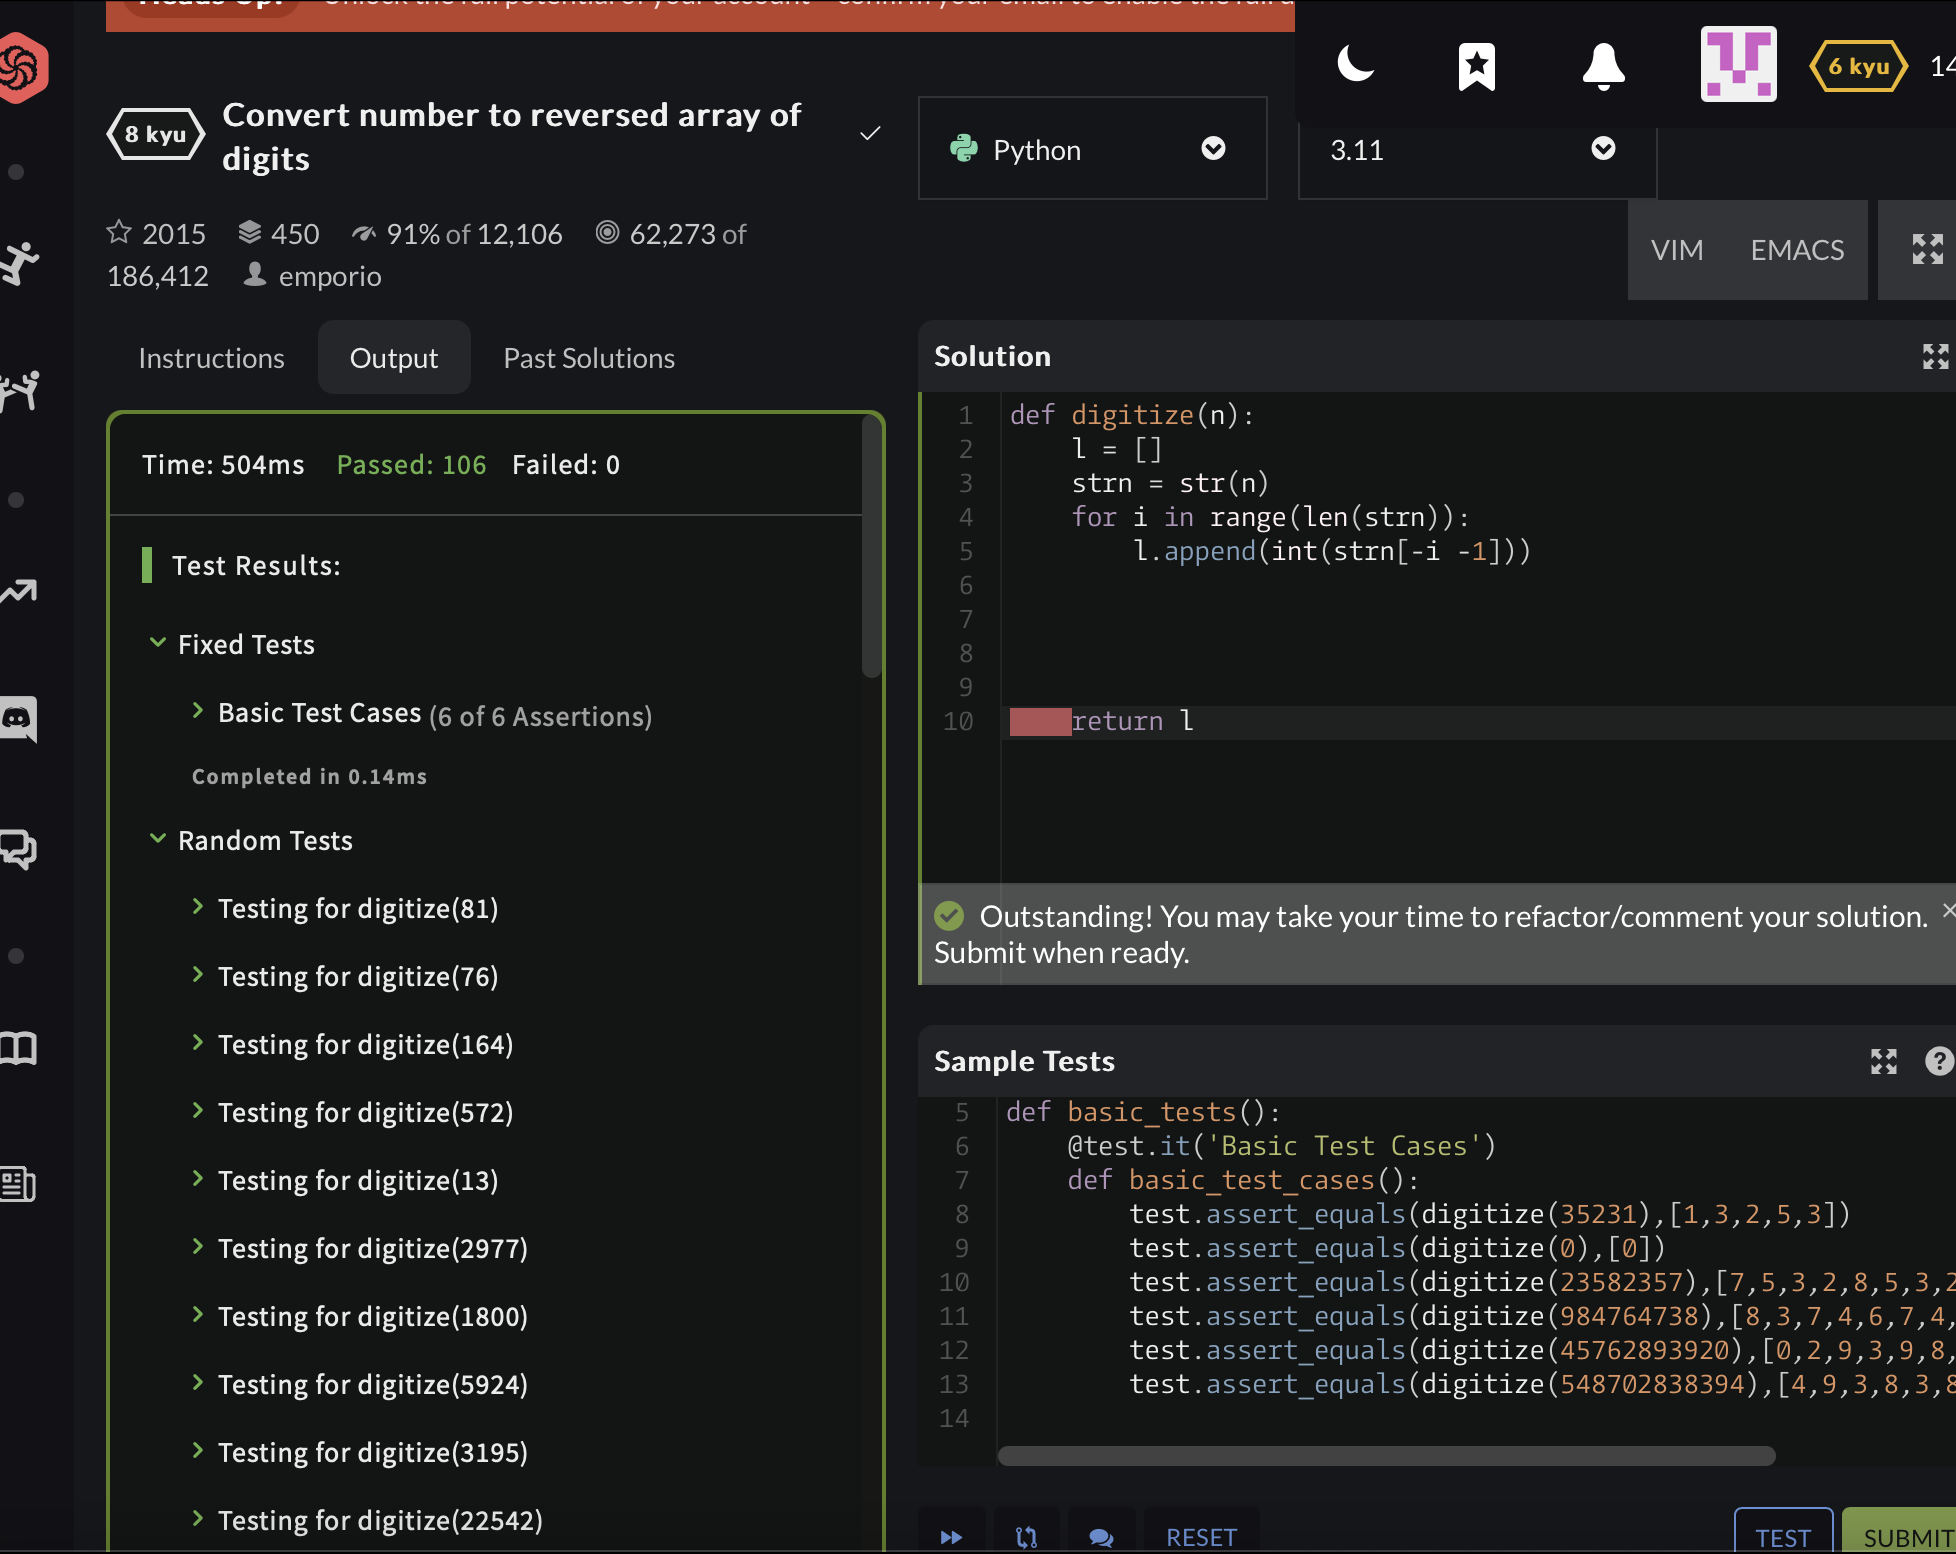 8 kyu
Convert number to reversed array of
digits
2015 450 91% of 12,106 62,273 of
186,412 emporio
Instructions Output Past Solutions
Time: 504ms Passed: 106 Failed: 0
Test Results:
Fixed Tests
Basic Test Cases (6 of 6 Assertions)
Completed in 0.14ms
Random Tests
Testing for digitize(81)
Testing for digitize(76)
Testing for digitize(164)
Testing for digitize(572)
Testing for digitize(13)
Testing for digitize(2977)
Testing for digitize(1800)
Testing for digitize(5924)
Testing for digitize(3195)
Testing for digitize(22542)
6 kyu 14
Python
3.11
VIM EMACS
Solution
1 def digitize(n):
2 l = []
3 strn = str(n)
4 for i in range(len(strn)):
5 l.append(int(strn[-i -1]))
6
7
8
9
10 return l
Outstanding! You may take your time to refactor/comment your solution.
Submit when ready.
Sample Tests
5 def basic_tests():
6 @test.it('Basic Test Cases')
7 def basic_test_cases():
8 test.assert_equals(digitize(35231),[1,3,2,5,3])
9 test.assert_equals(digitize(0),[0])
10 test.assert_equals(digitize(23582357),[7,5,3,2,8,5,3,2
11 test.assert_equals(digitize(984764738),[8,3,7,4,6,7,4,
12 test.assert_equals(digitize(45762893920),[0,2,9,3,9,8,
13 test.assert_equals(digitize(548702838394),[4,9,3,8,3,8
14
RESET
TEST
SUBMIT